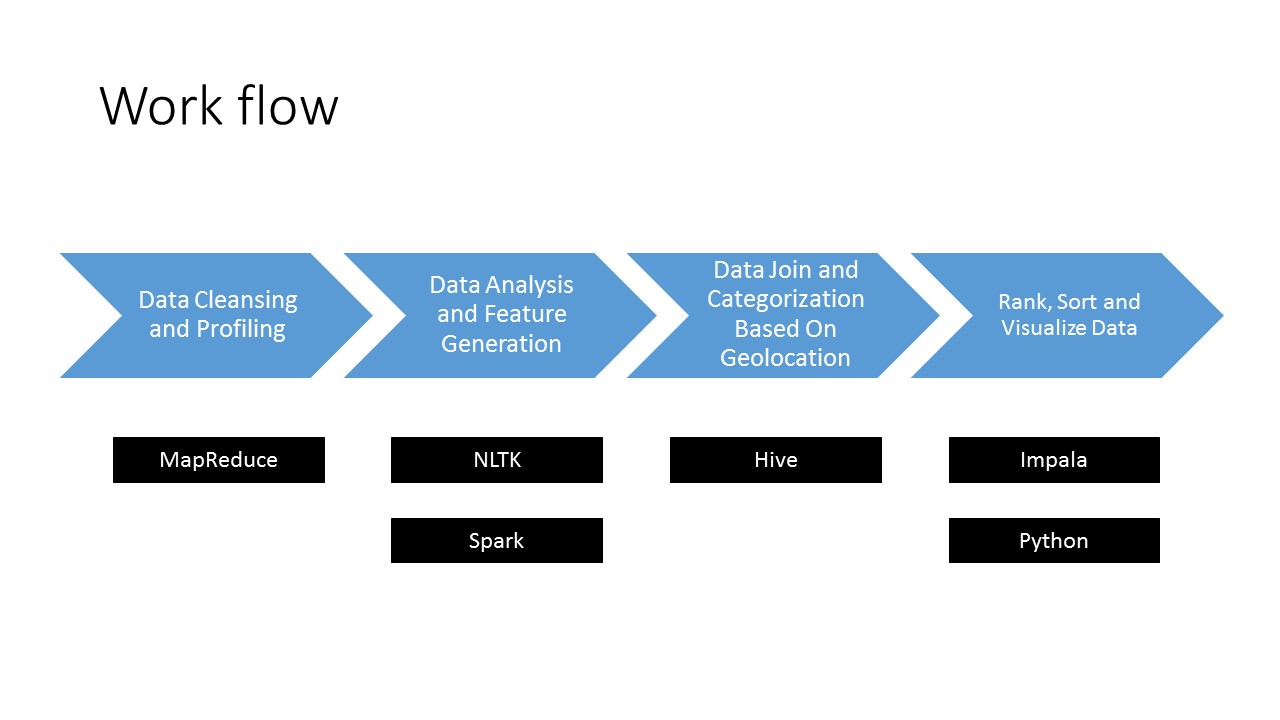 Work flow
Data Cleansing
and Profiling
Data Analysis
and Feature
Generation
Data Join and
Categorization
Based On
Geolocation
Rank, Sort and
Visualize Data
MapReduce
NLTK
Hive
Impala
Spark
Python